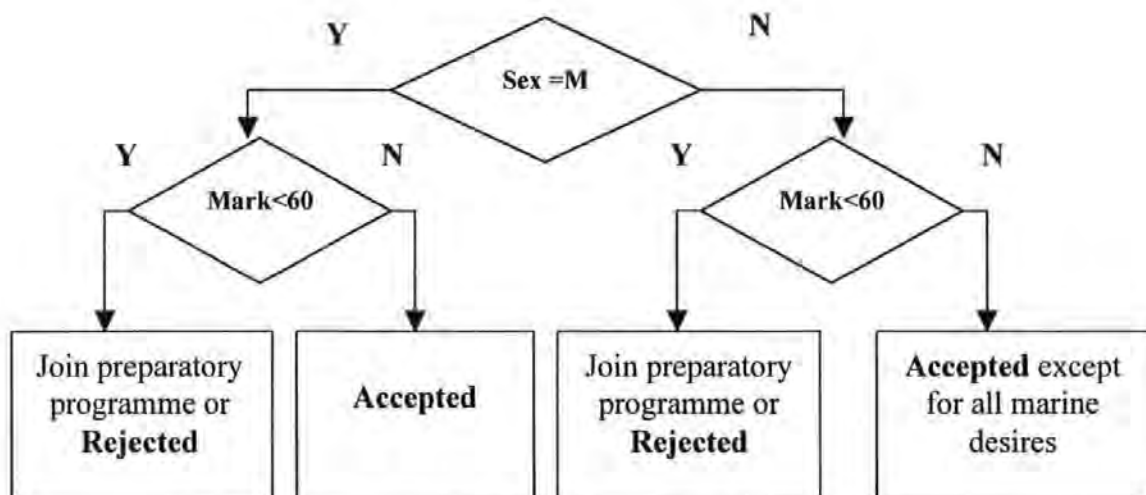 Y
N
Sex =M
Y
N
Y
N
Mark<60
Mark<60
Join preparatory
programme or
Rejected
Accepted
Join preparatory
programme or
Rejected
Accepted except
for all marine
desires